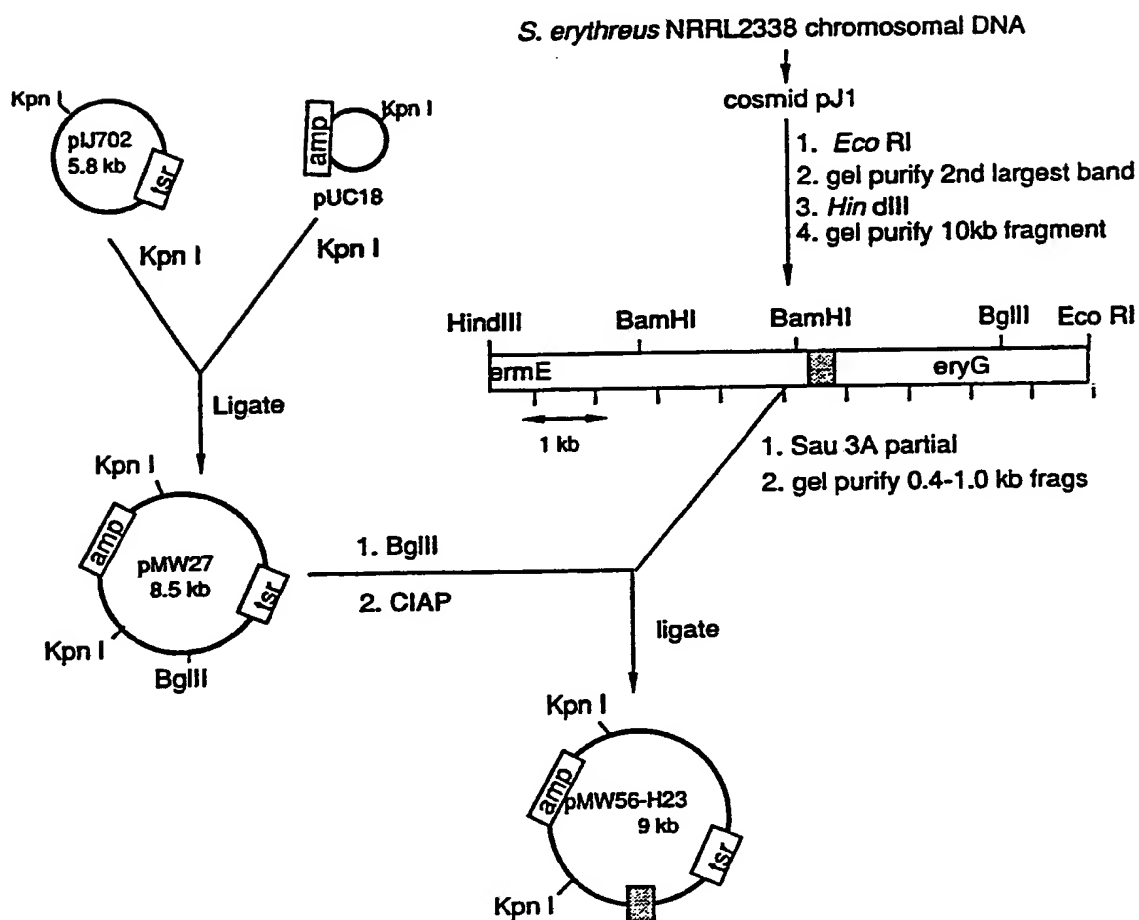 S. erythreus NRRL2338 chromosomal DNA
cosmid pJ1
1. Eco RI
2. gel purify 2nd largest band
3. Hin dIII
4. gel purify 10kb fragment
Kpn I
pIJ702
5.8 kb
tsr
amp
Kpn I
pUC18
Kpn I
Kpn I
Ligate
HindIII
BamHI
BamHI
BglII
Eco RI
ermE
eryG
1 kb
1. Sau 3A partial
2. gel purify 0.4-1.0 kb frags
Kpn I
amp
pMW27
8.5 kb
tsr
Kpn I
BglII
1. BglII
2. CIAP
ligate
Kpn I
amp
pMW56-H23
9 kb
tsr
Kpn I